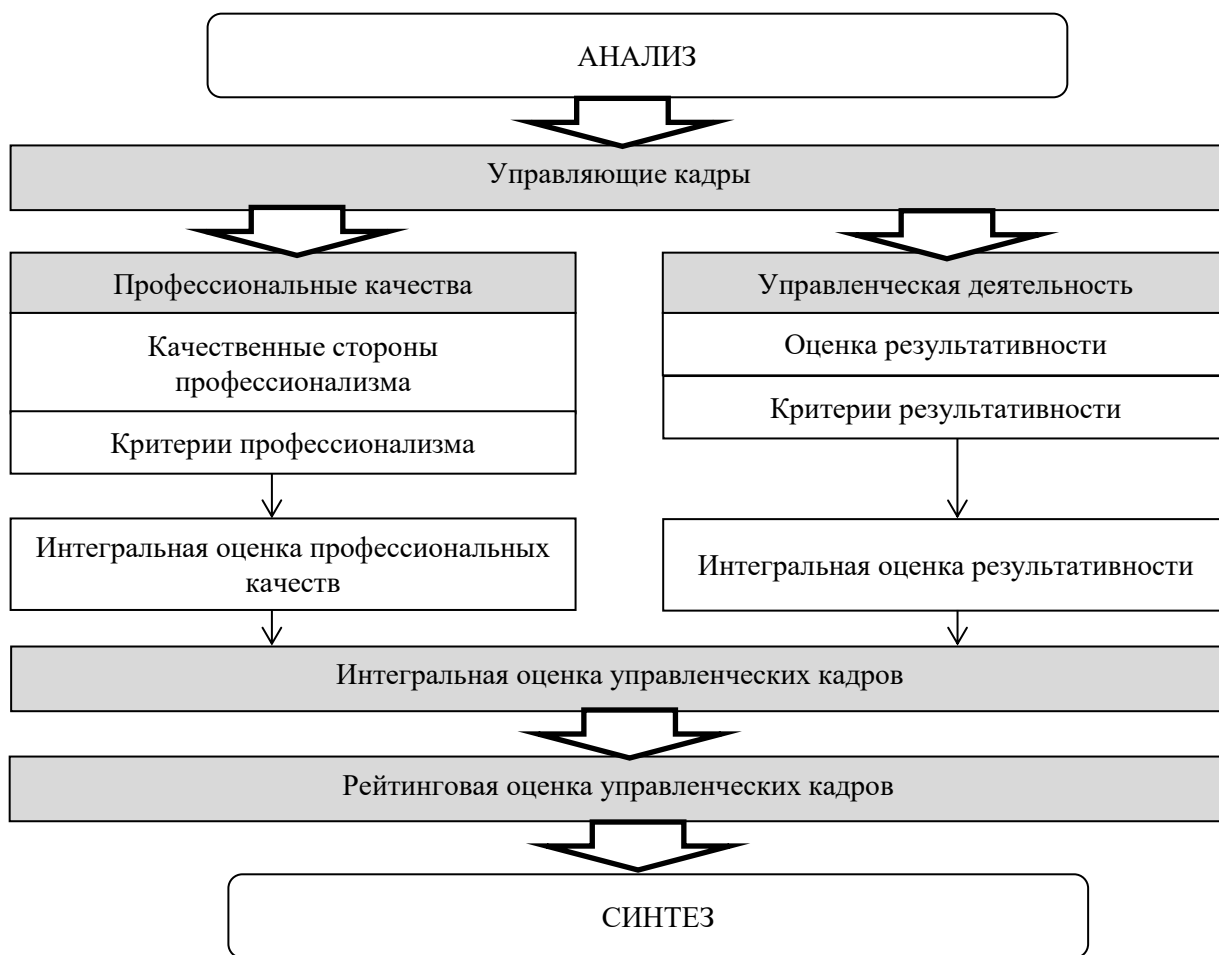 АНАЛИЗ
Управляющие кадры
Профессиональные качества
Качественные стороны
профессионализма
Критерии профессионализма
Интегральная оценка профессиональных
качеств
Управленческая деятельность
Оценка результативности
Критерии результативности
Интегральная оценка результативности
Интегральная оценка управленческих кадров
Рейтинговая оценка управленческих кадров
СИНТЕЗ